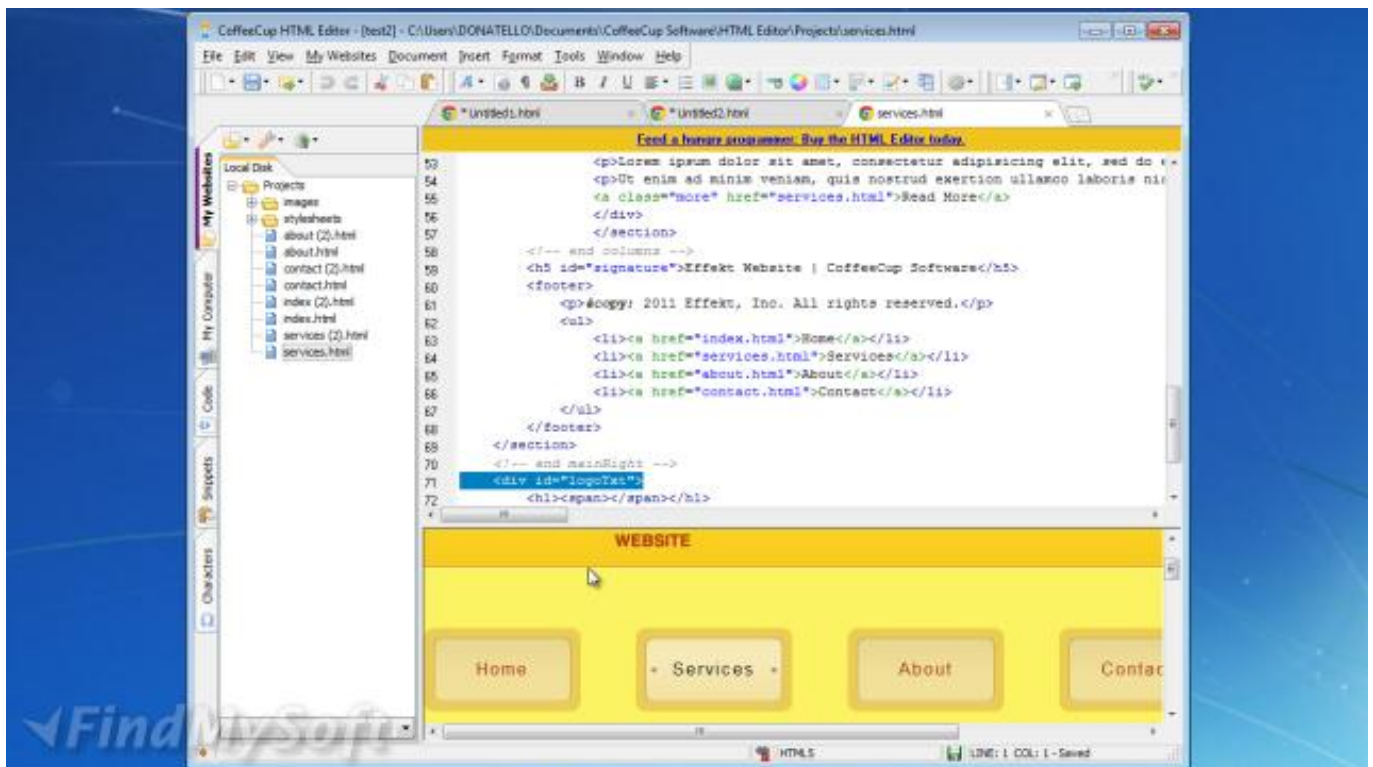 CoffeeCup HTML Editor - [test2] - C:\Users\DONATELLO\Documents\CoffeeCup Software\HTML Editor\Projects\services.html
File Edit View My Websites Document Insert Format Tools Window Help
* Untitled1.html * Untitled2.html services.html
Feed a hungry programmer: Buy the HTML Editor today.
My Websites
My Computer
Code
Snippets
Characters
Local Disk
Projects
images
stylesheets
about (2).html
about.html
contact (2).html
contact.html
index (2).html
index.html
services (2).html
services.html
53 <p>Lorem ipsum dolor sit amet, consectetur adipisicing elit, sed do
54 <p>Ut enim ad minim veniam, quis nostrud exertion ullamco laboris
55 <a class="more" href="services.html">Read More</a>
56 </div>
57 </section>
58 <!-- end columns -->
59 <h5 id="signature">Effekt Website | CoffeeCup Software</h5>
60 <footer>
61 <p>&copy; 2011 Effekt, Inc. All rights reserved.</p>
62 <ul>
63 <li><a href="index.html">Home</a></li>
64 <li><a href="services.html">Services</a></li>
65 <li><a href="about.html">About</a></li>
66 <li><a href="contact.html">Contact</a></li>
67 </ul>
68 </footer>
69 </section>
70 <!-- end mainRight -->
71 <div id="logoTxt">
72 <h1><span></span></h1>
WEBSITE
Home Services About Contac
FindMySoft
HTML5 LINE: 1 COL: 1 - Saved